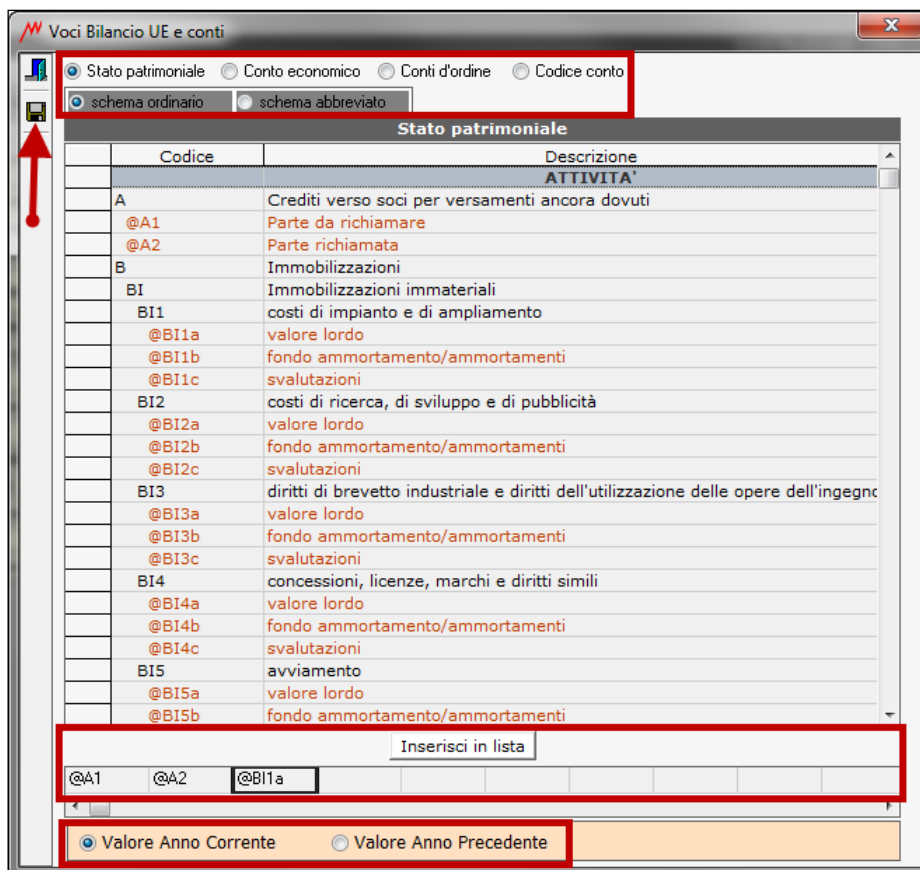 Voci Bilancio UE e conti
Stato patrimoniale Conto economico Conti d'ordine Codice conto
schema ordinario schema abbreviato
Stato patrimoniale
Codice Descrizione
ATTIVITA'
A Crediti verso soci per versamenti ancora dovuti
@A1 Parte da richiamare
@A2 Parte richiamata
B Immobilizzazioni
BI Immobilizzazioni immateriali
BI1 costi di impianto e di ampliamento
@BI1a valore lordo
@BI1b fondo ammortamento/ammortamenti
@BI1c svalutazioni
BI2 costi di ricerca, di sviluppo e di pubblicità
@BI2a valore lordo
@BI2b fondo ammortamento/ammortamenti
@BI2c svalutazioni
BI3 diritti di brevetto industriale e diritti dell'utilizzazione delle opere dell'ingegno
@BI3a valore lordo
@BI3b fondo ammortamento/ammortamenti
@BI3c svalutazioni
BI4 concessioni, licenze, marchi e diritti simili
@BI4a valore lordo
@BI4b fondo ammortamento/ammortamenti
@BI4c svalutazioni
BI5 avviamento
@BI5a valore lordo
@BI5b fondo ammortamento/ammortamenti
Inserisci in lista
@A1 @A2 @BI1a
Valore Anno Corrente Valore Anno Precedente